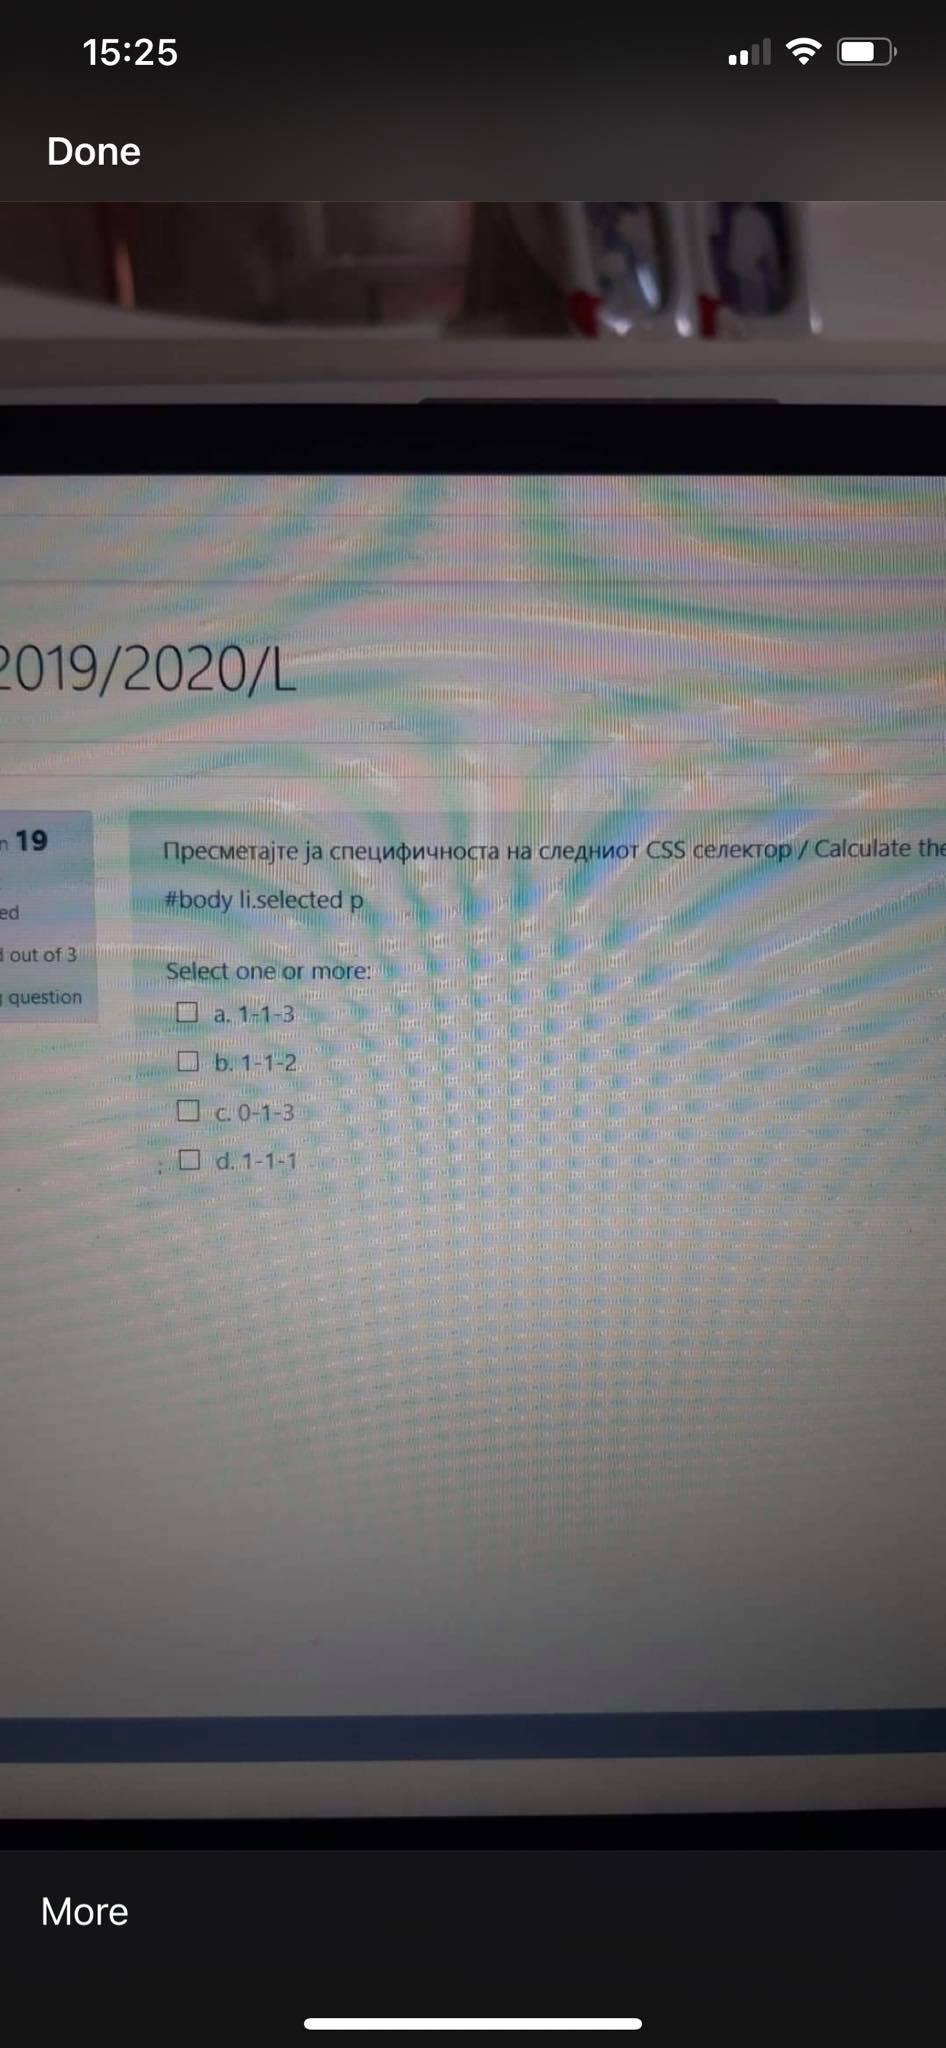 15:25
Done
2019/2020/L
n 19
ed
out of 3
question
Пресметајте ја специфичноста на следниот CSS селектор / Calculate the
#body li.selected p
Select one or more:
a. 1-1-3
b. 1-1-2
c. 0-1-3
d. 1-1-1
More